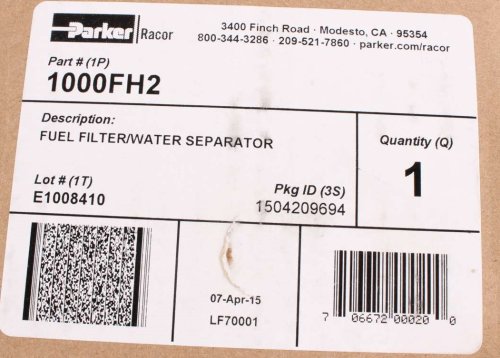 Parker Racor
3400 Finch Road · Modesto, CA · 95354
800-344-3286 · 209-521-7860 · parker.com/racor
Part # (1P)
1000FH2
Description:
FUEL FILTER/WATER SEPARATOR
Quantity (Q)
1
Lot # (1T)
E1008410
Pkg ID (3S)
1504209694
07-Apr-15
LF70001
7 06672 00020 0